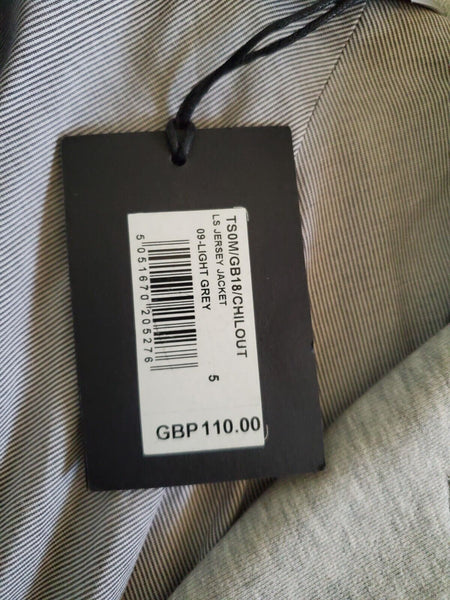 TS0M/GB18/CHILOUT
LS JERSEY JACKET
09-LIGHT GREY
5
5 051670 205276
GBP110.00